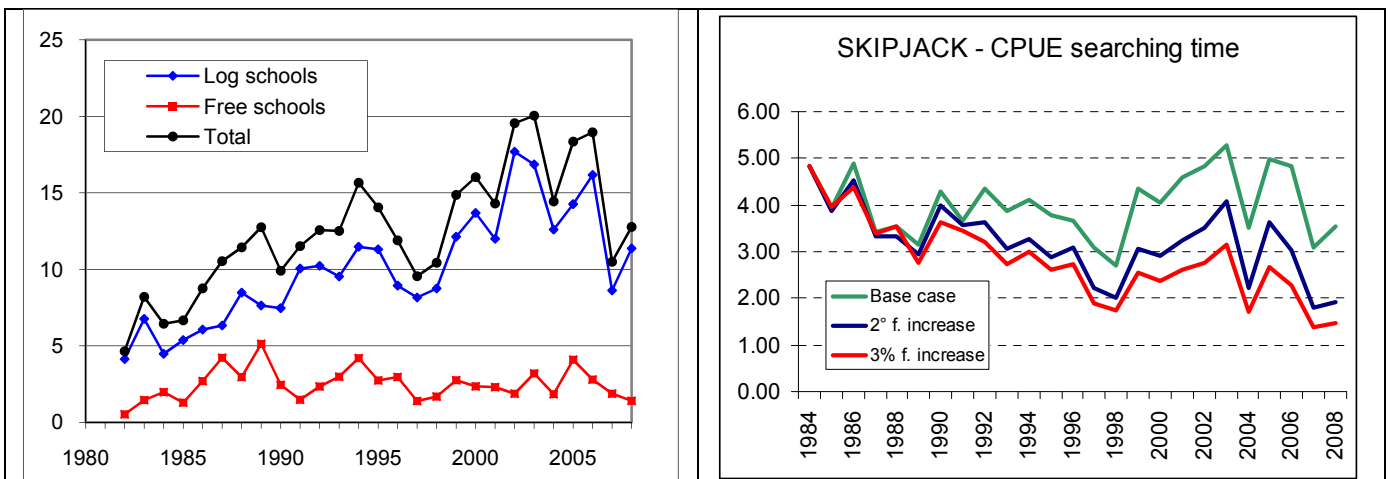 25
20
15
10
5
0
Log schools
Free schools
Total
1980 1985 1990 1995 2000 2005
SKIPJACK - CPUE searching time
6.00
5.00
4.00
3.00
2.00
1.00
0.00
Base case
2° f. increase
3% f. increase
1984 1986 1988 1990 1992 1994 1996 1998 2000 2002 2004 2006 2008